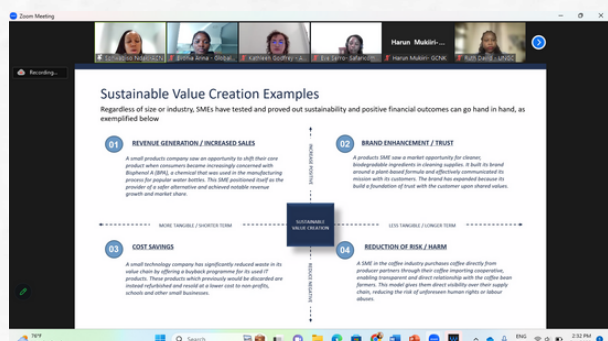 Zoom Meeting
Recording...
Harun Mukiiri-...
Harun Mukiiri- GCNK
Sustainable Value Creation Examples
Regardless of size or industry, SMEs have tested and proved out sustainability and positive financial outcomes can go hand in hand, as
exemplified below
01
REVENUE GENERATION / INCREASED SALES
A small products company saw an opportunity to shift their core
product when consumers became increasingly concerned with
Bisphenol A (BPA), a chemical that was used in the manufacturing
process for popular water bottles. This SME positioned itself as the
provider of a safer alternative and achieved notable revenue
growth and market share.
INCREASE POSITIVE
02
BRAND ENHANCEMENT / TRUST
A products SME saw a market opportunity for cleaner,
biodegradable ingredients in cleaning supplies. It built its brand
around a plant-based formula and effectively communicated its
mission with its customers. The brand has expanded because its
build a foundation of trust with the customer upon shared values.
MORE TANGIBLE / SHORTER TERM
SUSTAINABLE
VALUE CREATION
LESS TANGIBLE / LONGER TERM
03
COST SAVINGS
A small technology company has significantly reduced waste in its
value chain by offering a buyback programme for its used IT
products. These products which previously would be discarded are
instead refurbished and resold at a lower cost to non profits,
schools and other small businesses.
REDUCE NEGATIVE
04
REDUCTION OF RISK / HARM
A SME in the coffee industry purchases coffee directly from
producer partners through their coffee importing cooperative,
enabling transparent and direct relationship with the coffee bean
farmers. This model gives them direct visibility over their supply
chain, reducing the risk of unforeseen human rights or labour
abuses.
Search
ENG
2:32 PM